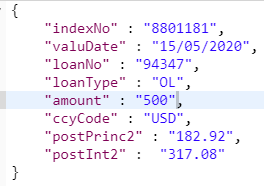 {
"indexNo" : "8801181",
"valuDate" : "15/05/2020",
"loanNo" : "94347",
"loanType" : "OL",
"amount" : "500",
"ccyCode" : "USD",
"postPrinc2" : "182.92",
"postInt2" :  "317.08"
}